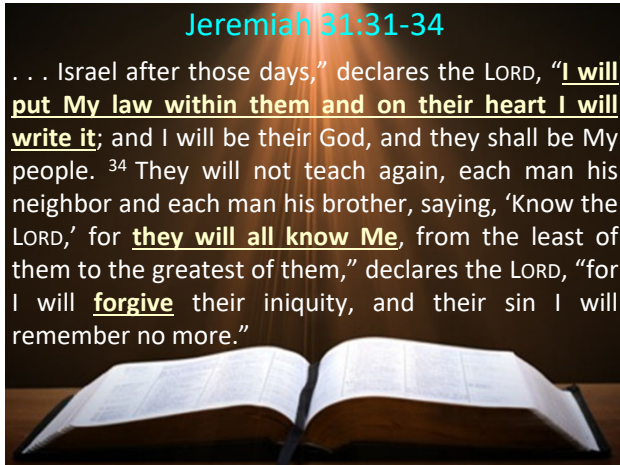 Jeremiah 31:31-34
. . . Israel after those days,” declares the LORD, “I will
put My law within them and on their heart I will
write it; and I will be their God, and they shall be My
people. 34 They will not teach again, each man his
neighbor and each man his brother, saying, ‘Know the
LORD,’ for they will all know Me, from the least of
them to the greatest of them,” declares the LORD, “for
I will forgive their iniquity, and their sin I will
remember no more.”